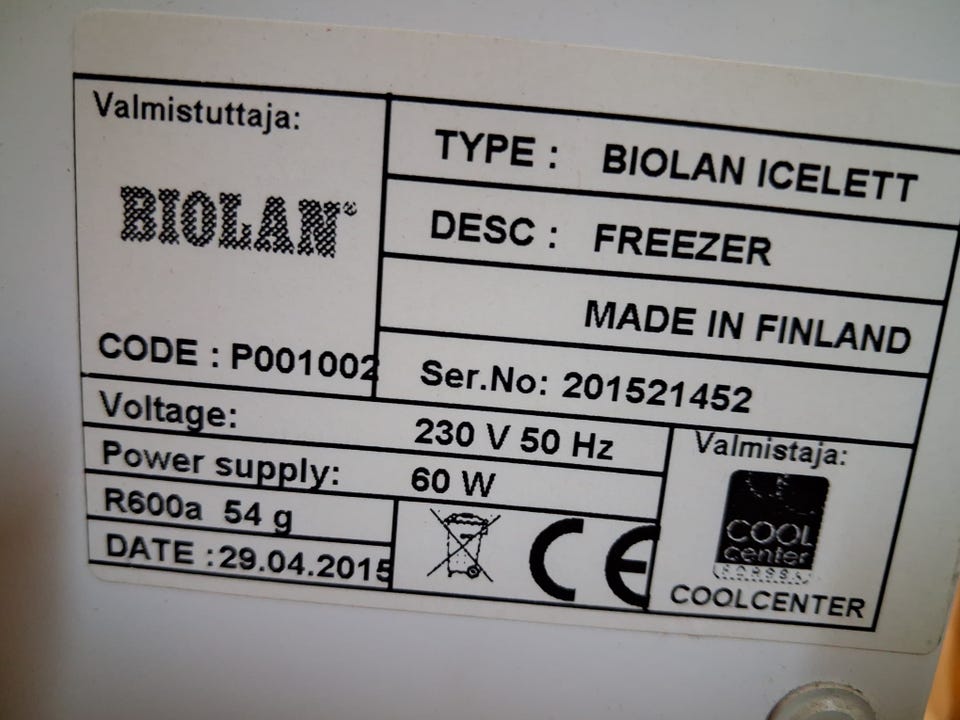 Valmistuttaja:
BIOLAN®
CODE : P001002
TYPE : BIOLAN ICELETT
DESC : FREEZER
MADE IN FINLAND
Ser.No: 201521452
Voltage: 230 V 50 Hz
Power supply: 60 W
R600a 54 g
DATE : 29.04.2015
CE
Valmistaja:
COOL
center
FORSSA
COOLCENTER